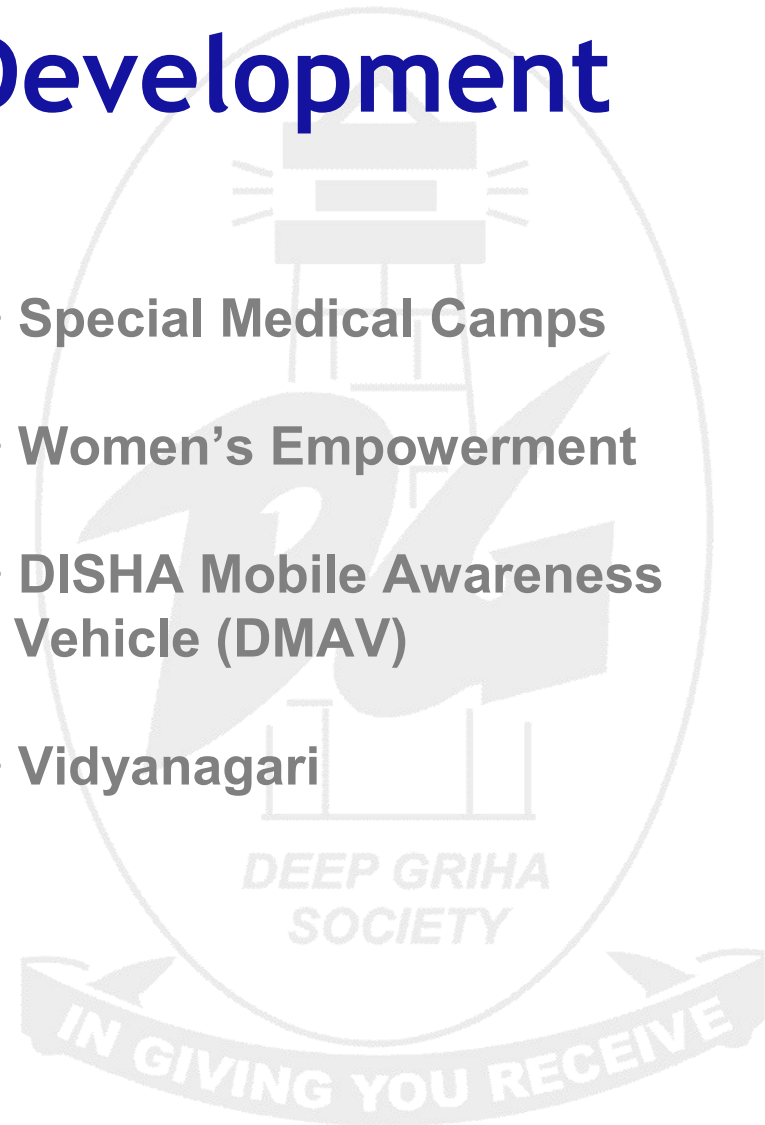 Development
Special Medical Camps
Women’s Empowerment
DISHA Mobile Awareness
Vehicle (DMAV)
Vidyanagari
DEEP GRIHA
SOCIETY
IN GIVING YOU RECEIVE